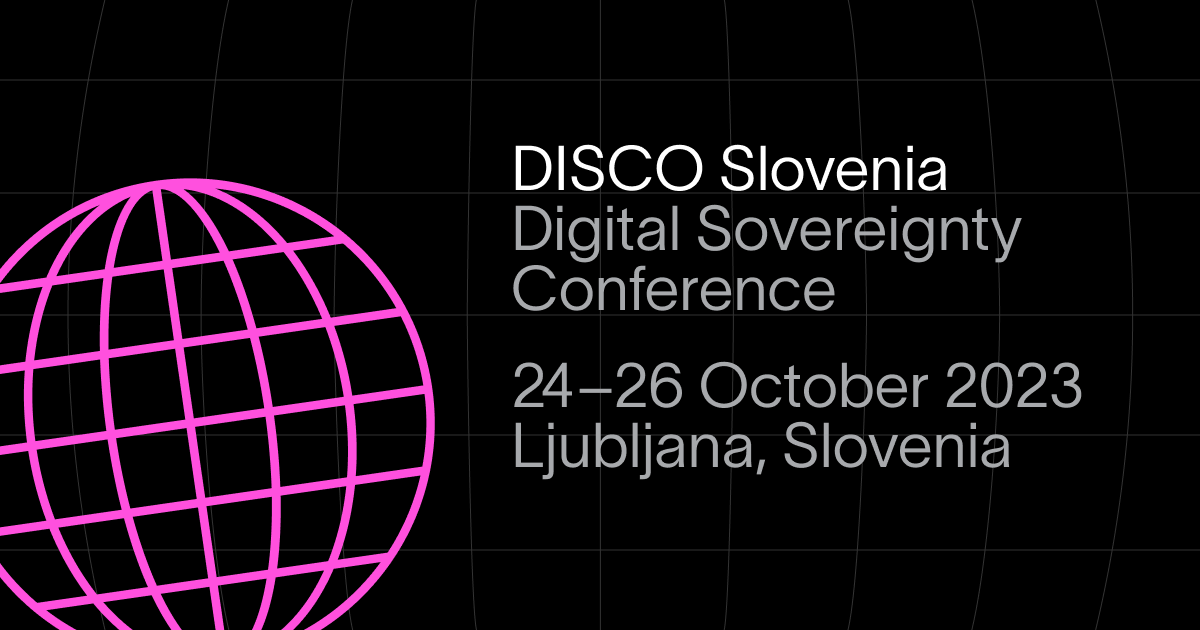 DISCO Slovenia
Digital Sovereignty
Conference
24–26 October 2023
Ljubljana, Slovenia